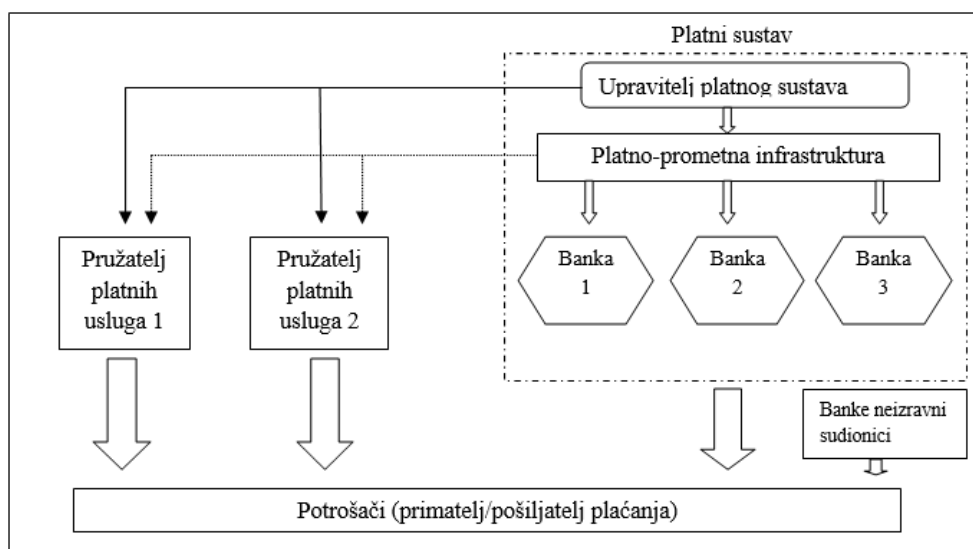 Platni sustav
Upravitelj platnog sustava
Platno-prometna infrastruktura
Pružatelj
platnih
usluga 1
Pružatelj
platnih
usluga 2
Banka
1
Banka
2
Banka
3
Banke neizravni
sudionici
Potrošači (primatelj/pošiljatelj plaćanja)